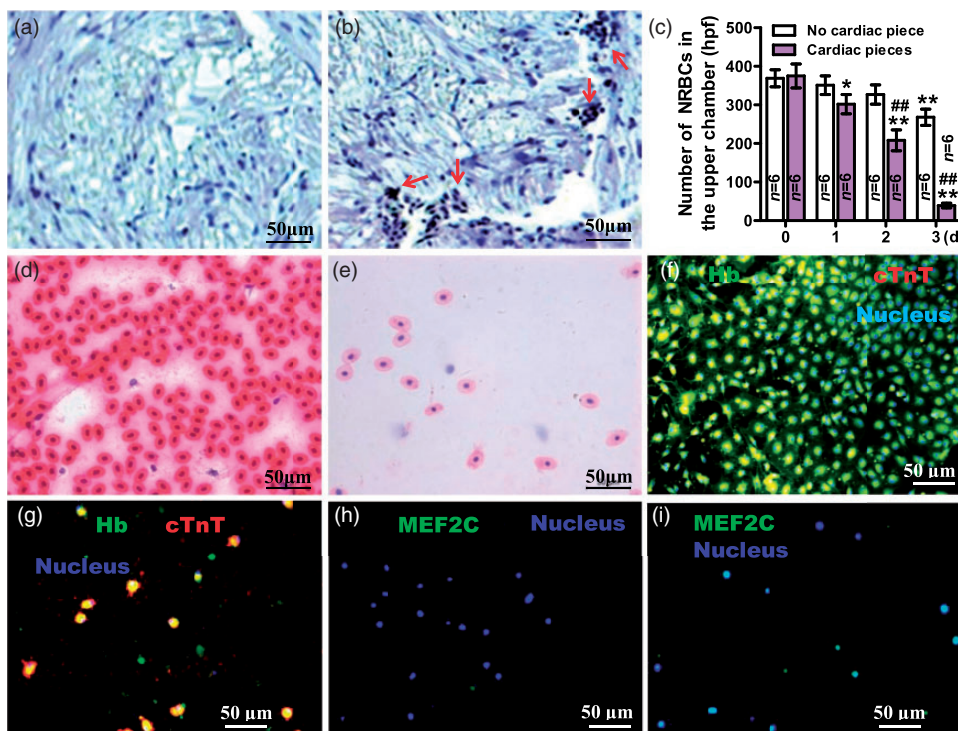 (a)
50μm
(b)
50μm
(c)
No cardiac piece
Cardiac pieces
Number of NRBCs in
the upper chamber (hpf)
500
400
300
200
100
0
n=6
n=6
n=6
n=6
*
n=6
n=6
##
**
n=6
**
n=6
##
**
0 1 2 3 (d
(d)
50μm
(e)
50μm
(f)
Hb cTnT
Nucleus
50 μm
(g)
Hb cTnT
Nucleus
50 μm
(h)
MEF2C Nucleus
50 μm
(i)
MEF2C
Nucleus
50 μm